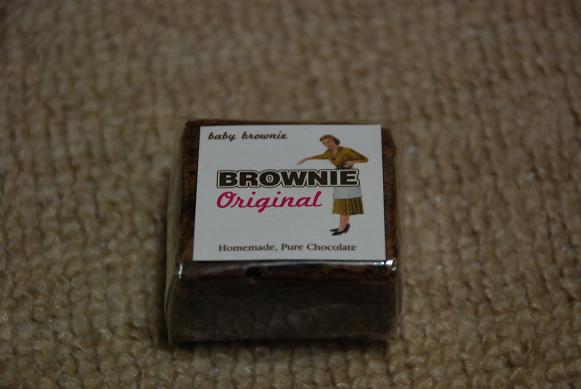 baby brownie
BROWNIE
Original
Homemade, Pure Chocolate